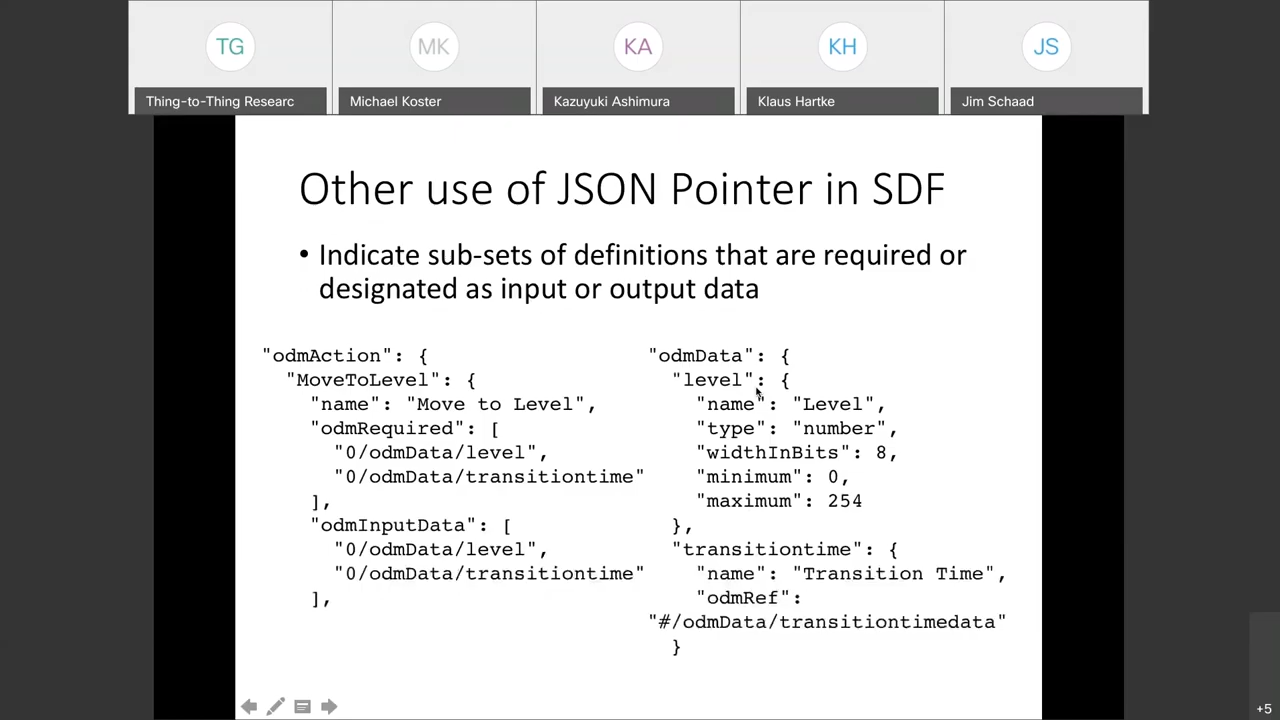 TG
MK
KA
KH
JS
Thing-to-Thing Researc
Michael Koster
Kazuyuki Ashimura
Klaus Hartke
Jim Schaad
Other use of JSON Pointer in SDF
• Indicate sub-sets of definitions that are required or
designated as input or output data
"odmAction": {
"MoveToLevel": {
"name": "Move to Level",
"odmRequired": [
"0/odmData/level",
"0/odmData/transitiontime"
],
"odmInputData": [
"0/odmData/level",
"0/odmData/transitiontime"
],
"odmData": {
"level": {
"name": "Level",
"type": "number",
"widthInBits": 8,
"minimum": 0,
"maximum": 254
},
"transitiontime": {
"name": "Transition Time",
"odmRef":
"#/odmData/transitiontimedata"
}
+5